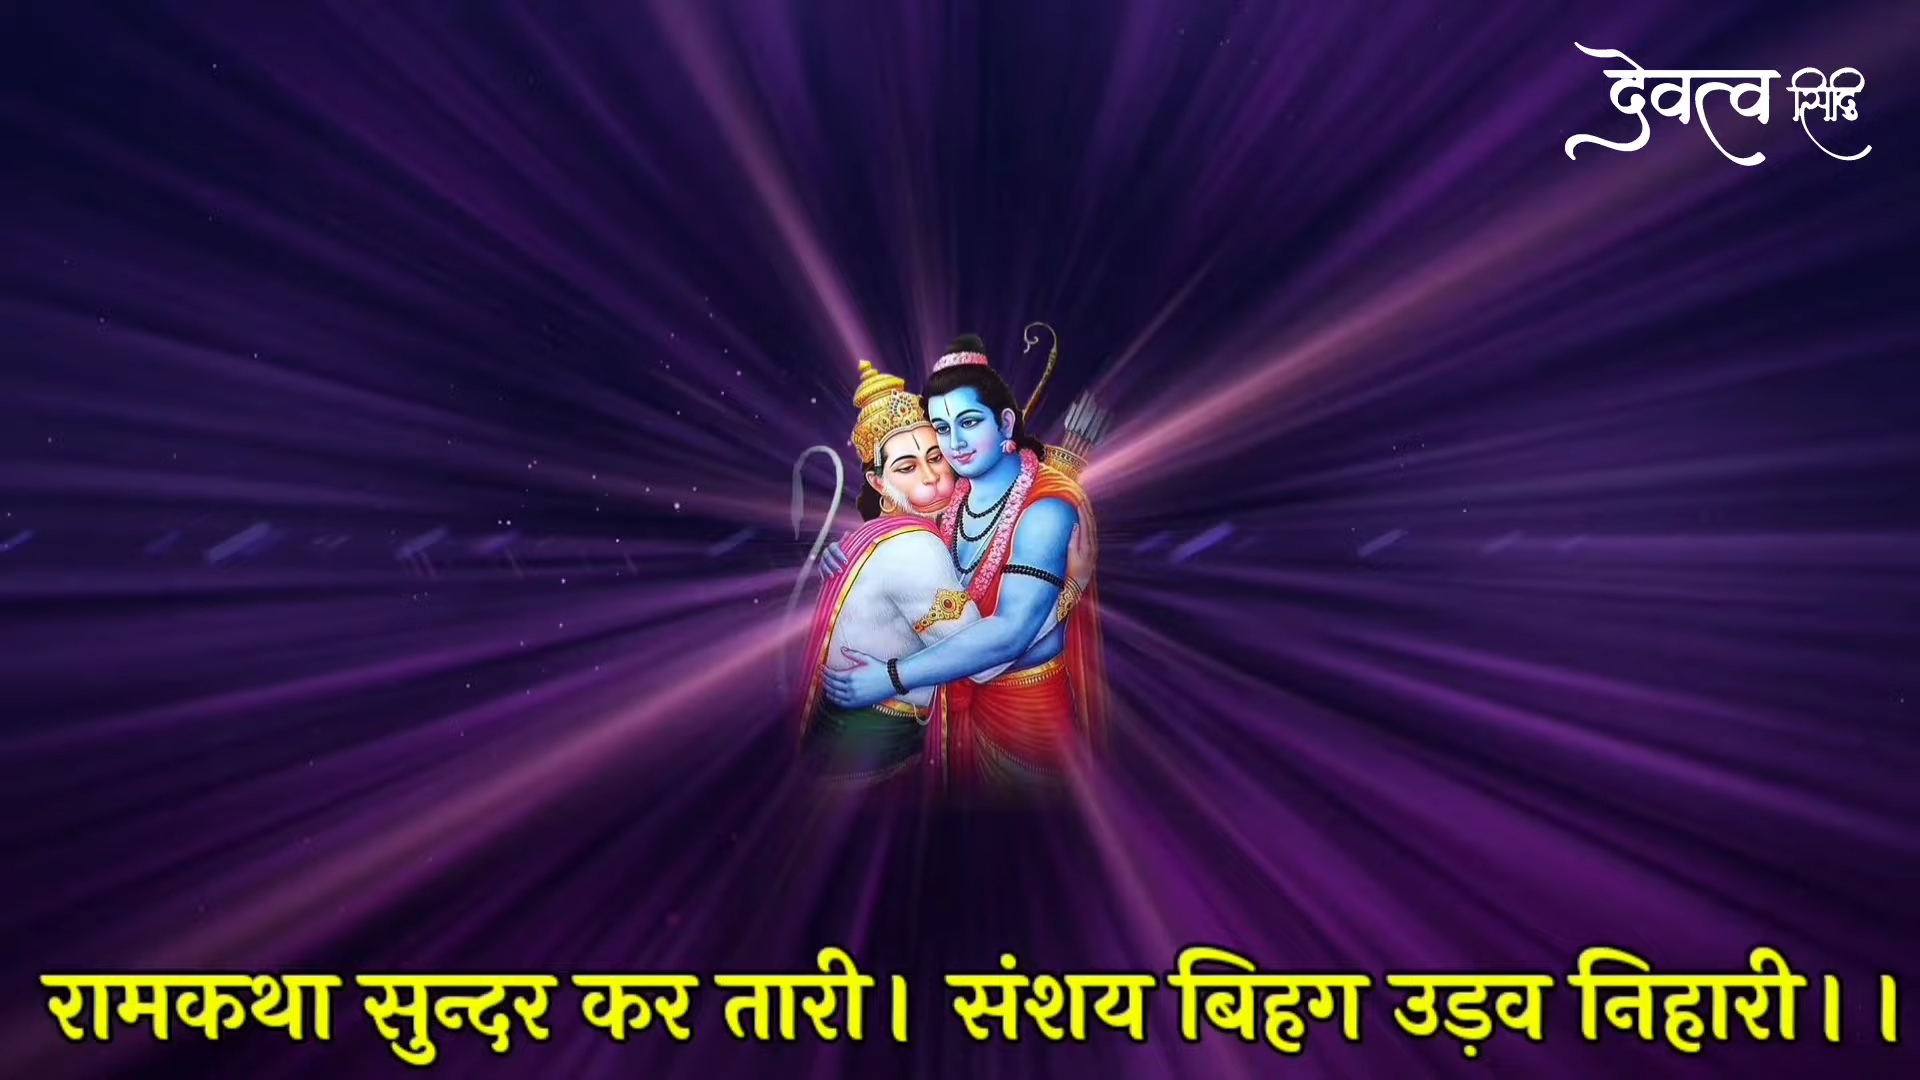 देवत्व सिद्धि
रामकथा सुन्दर कर तारी। संशय बिहग उड़व निहारी।।